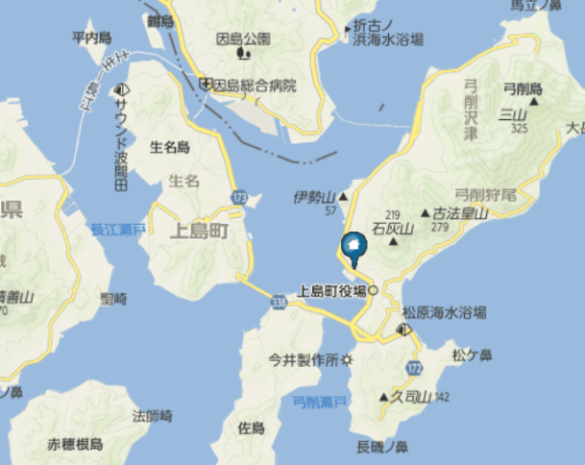 馬立ノ鼻
鶴島
平内島
因島公園
折古ノ
浜海水浴場
因島総合病院
サウンド波間田
弓削島
三山
325
弓削沢津
生名島
生名
伊勢山
57
弓削狩尾
173
県
長江瀬戸
上島町
219
石灰山
古法皇山
279
上島町役場
聖崎
338
松原海水浴場
善山
松ケ鼻
今井製作所
172
ノ鼻
弓削瀬戸
久司山 142
法師崎
佐島
赤穂根島
長磯ノ鼻